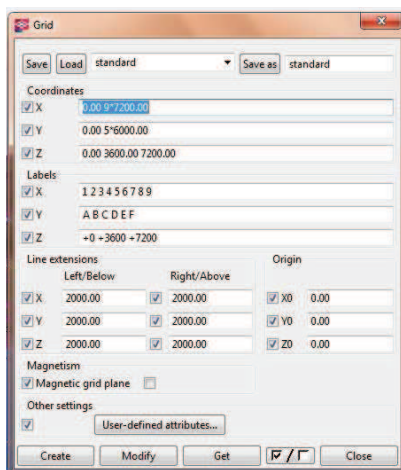 Grid
Save Load standard Save as standard
Coordinates
X 0.00 9*7200.00
Y 0.00 5*6000.00
Z 0.00 3600.00 7200.00
Labels
X 1 2 3 4 5 6 7 8 9
Y A B C D E F
Z +0 +3600 +7200
Line extensions Origin
Left/Below Right/Above
X 2000.00 2000.00 X0 0.00
Y 2000.00 2000.00 Y0 0.00
Z 2000.00 2000.00 Z0 0.00
Magnetism
Magnetic grid plane
Other settings
User-defined attributes...
Create Modify Get / Close